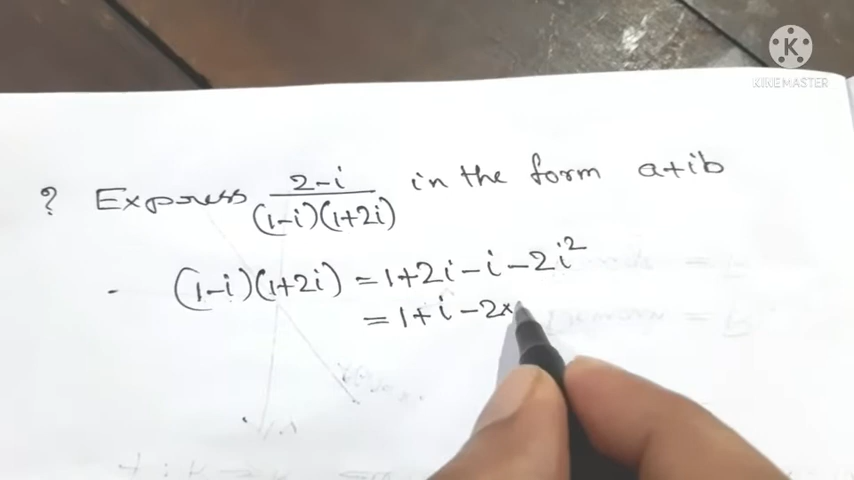 K
KINEMASTER
? Express 2-i / (1-i)(1+2i) in the form a+ib
- (1-i)(1+2i) = 1+2i-i-2i²
= 1+i-2×